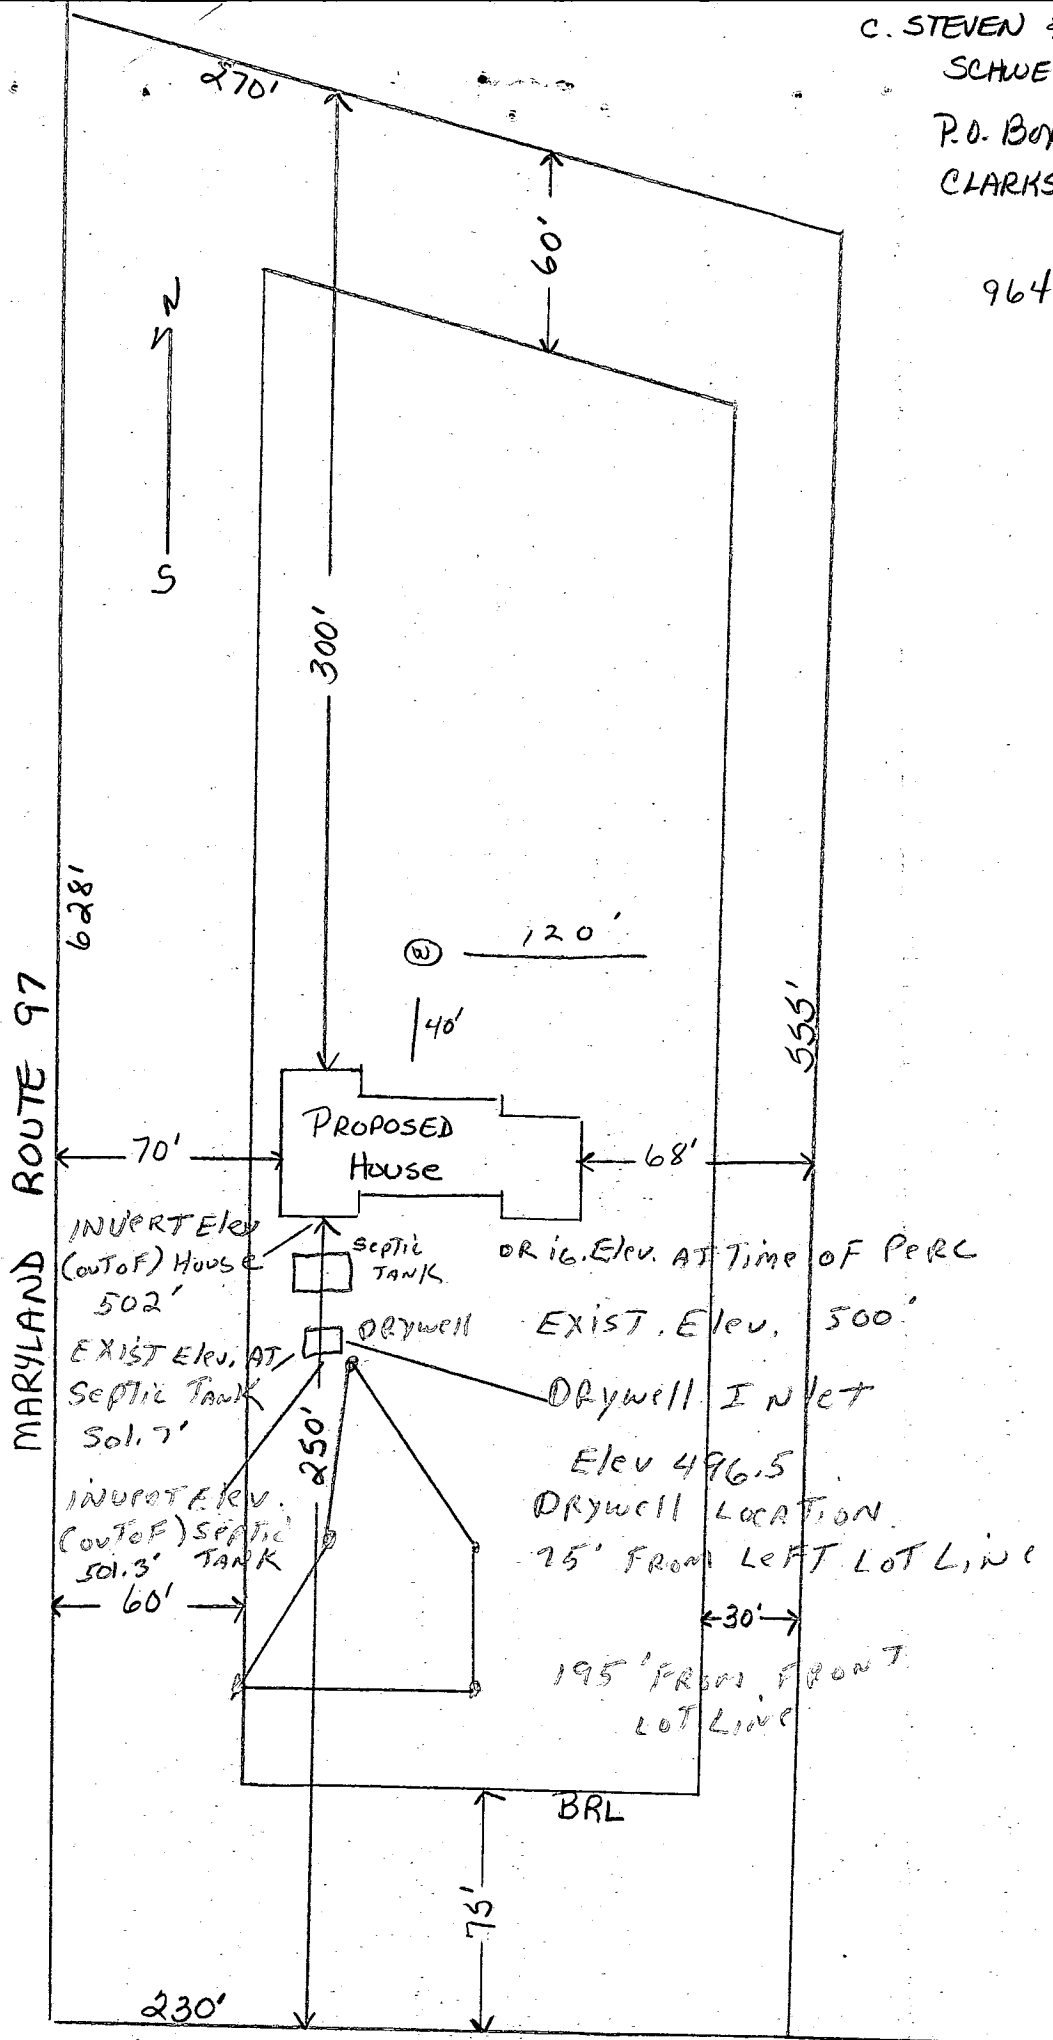 C. STEVEN &
SCHWE
P.O. BOX
CLARKS
964
270'
60'
N
S
300'
628'
MARYLAND ROUTE 97
W 120'
40'
555'
PROPOSED
HOUSE
70'
68'
INVERT Elev
(OUT OF) HOUSE
502'
SEPTIC
TANK
ORIG. Elev. AT Time OF PERC
EXIST. Elev. 500'
DRYWELL
EXIST Elev. AT
SEPTIC TANK
501.7'
DRYWELL INlet
Elev 496.5
250'
INVERT Elev.
(OUT OF) SEPTIC
501.3' TANK
DRYWELL LOCATION
75' FROM LEFT LOT LINE
60'
30'
195' FROM FRONT
LOT LINE
BRL
75'
230'